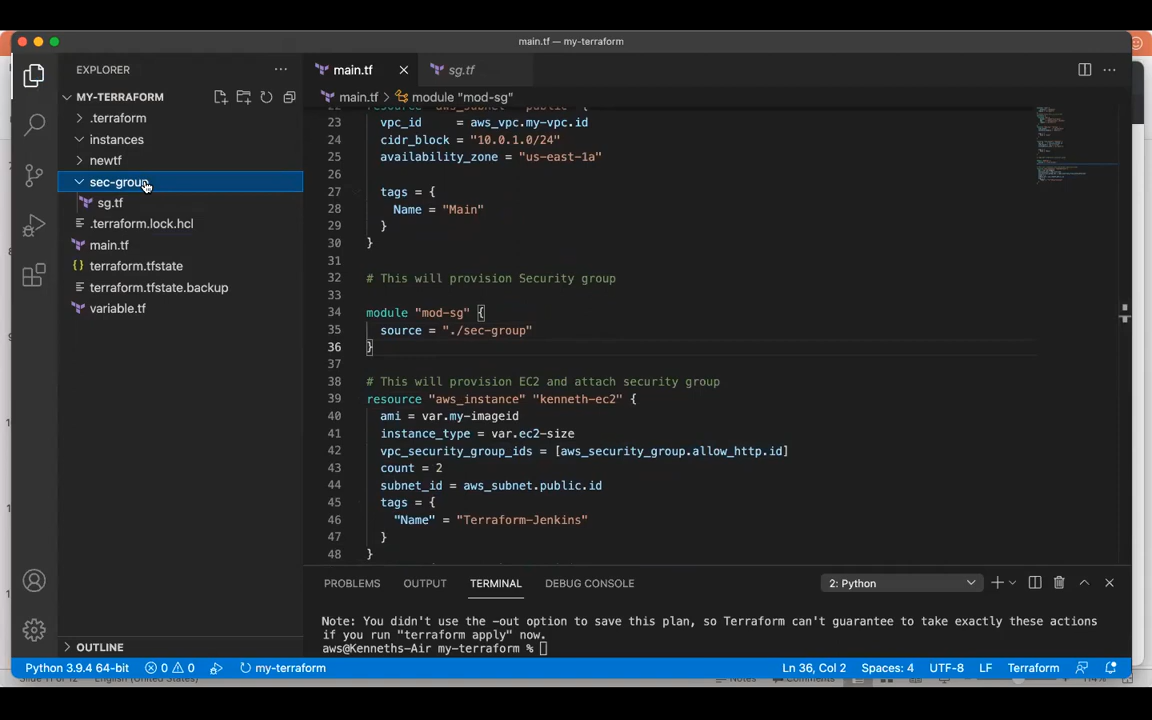 main.tf — my-terraform
EXPLORER
main.tf
sg.tf
MY-TERRAFORM
main.tf > module "mod-sg"
.terraform
instances
newtf
sec-group
sg.tf
.terraform.lock.hcl
main.tf
terraform.tfstate
terraform.tfstate.backup
variable.tf
23 vpc_id = aws_vpc.my-vpc.id
24 cidr_block = "10.0.1.0/24"
25 availability_zone = "us-east-1a"
26
27 tags = {
28 Name = "Main"
29 }
30 }
31
32 # This will provision Security group
33
34 module "mod-sg" {
35 source = "./sec-group"
36 }
37
38 # This will provision EC2 and attach security group
39 resource "aws_instance" "kenneth-ec2" {
40 ami = var.my-imageid
41 instance_type = var.ec2-size
42 vpc_security_group_ids = [aws_security_group.allow_http.id]
43 count = 2
44 subnet_id = aws_subnet.public.id
45 tags = {
46 "Name" = "Terraform-Jenkins"
47 }
48 }
PROBLEMS OUTPUT TERMINAL DEBUG CONSOLE 2: Python
Note: You didn't use the -out option to save this plan, so Terraform can't guarantee to take exactly these actions
if you run "terraform apply" now.
aws@Kenneths-Air my-terraform %
OUTLINE
Python 3.9.4 64-bit 0 0 my-terraform Ln 36, Col 2 Spaces: 4 UTF-8 LF Terraform